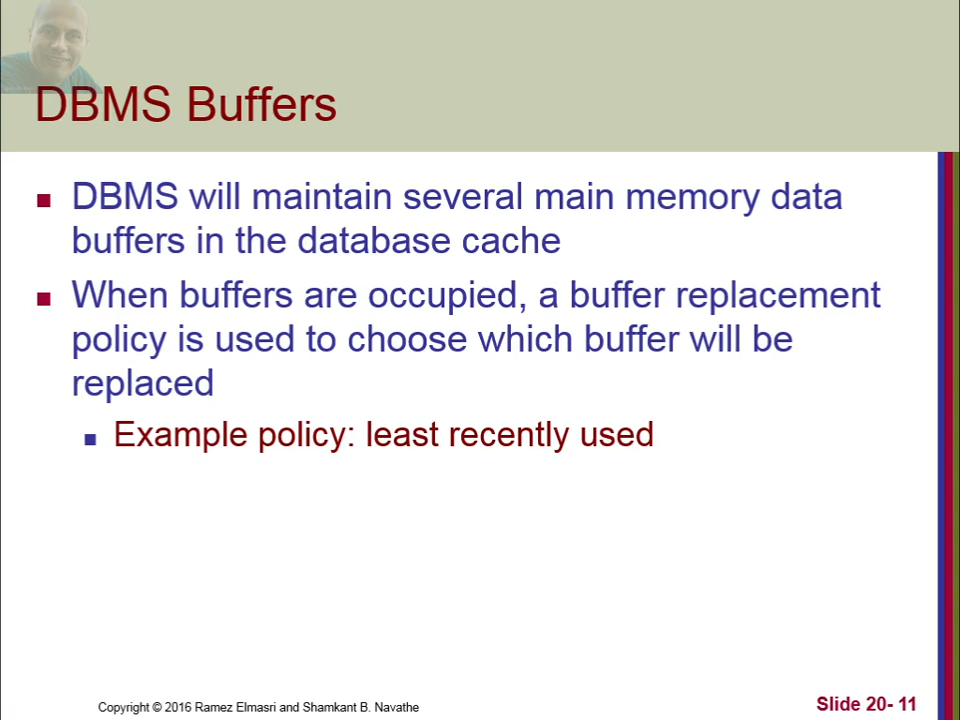 DBMS Buffers
DBMS will maintain several main memory data
buffers in the database cache
When buffers are occupied, a buffer replacement
policy is used to choose which buffer will be
replaced
Example policy: least recently used
Copyright © 2016 Ramez Elmasri and Shamkant B. Navathe
Slide 20- 11